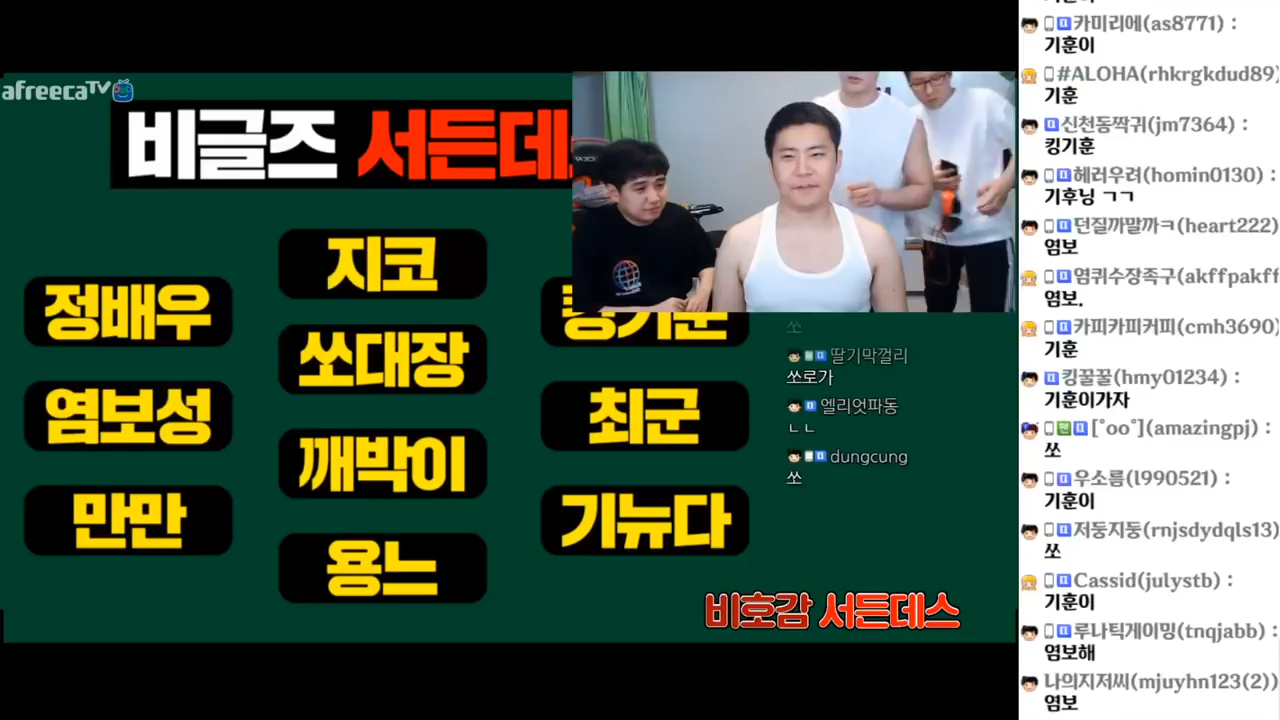 afreecaTV
비글즈 서든데
지코
정배우
쏘대장
염보성
최군
깨박이
만만
기뉴다
용느
비호감 서든데스
쏘
딸기막껄리
쏘로가
엘리엇파동
ㄴㄴ
dungcung
쏘
카미리에(as8771) :
기훈이
#ALOHA(rhkrgkdud89)
기훈
신천동짝귀(jm7364) :
킹기훈
헤러우려(homin0130) :
기후닝 ㄱㄱ
던질까말까ㅋ(heart222)
염보
염퀴수장족구(akffpakff
염보.
카피카피커피(cmh3690)
기훈
킹꿀꿀(hmy01234) :
기훈이가자
[˚oo˚](amazingpj) :
쏘
우소름(l990521) :
기훈이
저둥지둥(rnjsdydqls13)
쏘
Cassid(julystb) :
기훈이
루나틱게이밍(tnqjabb) :
염보해
나의지저씨(mjuyhn123(2))
염보